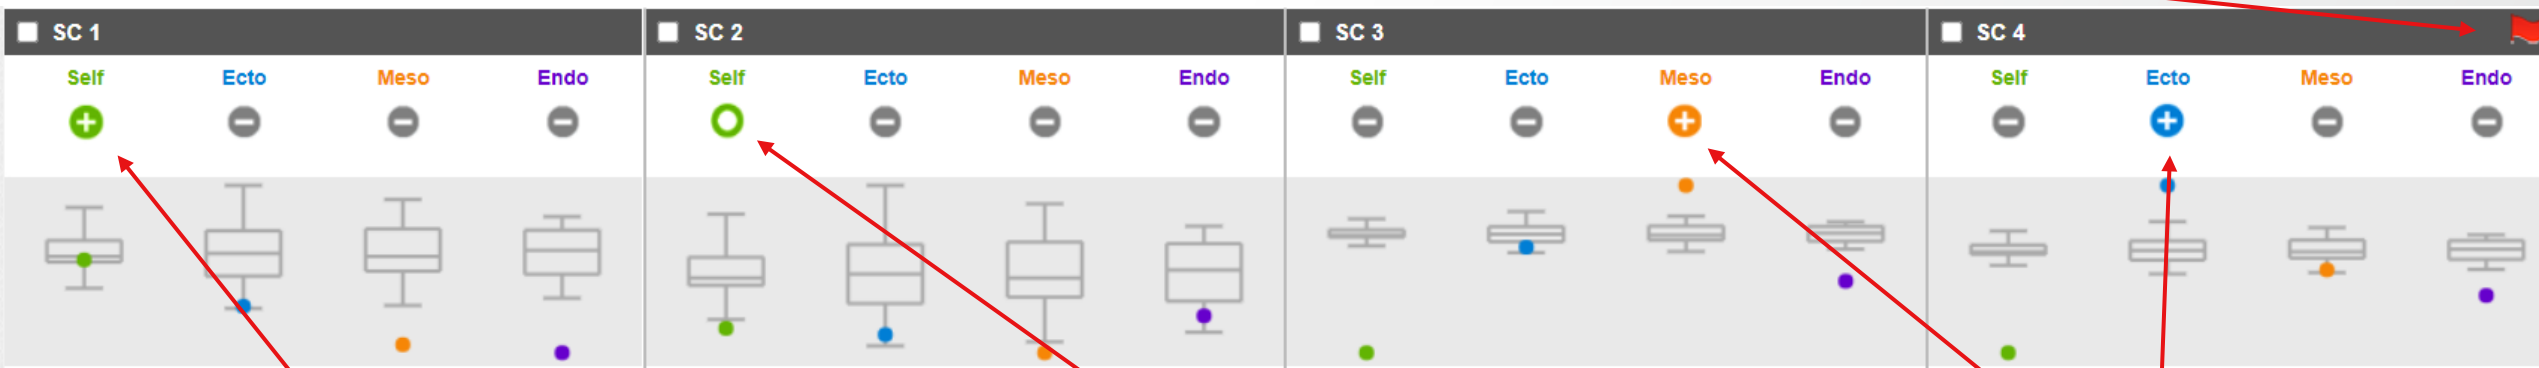 SC 1 SC 2 SC 3 SC 4
Self Ecto Meso Endo Self Ecto Meso Endo Self Ecto Meso Endo Self Ecto Meso Endo